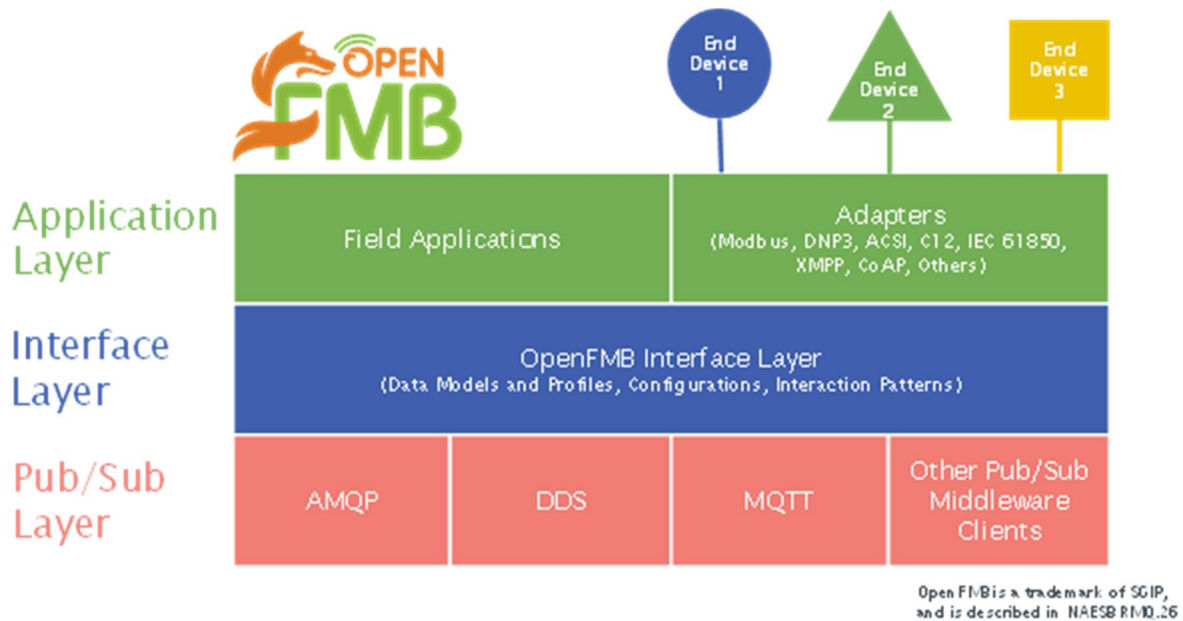 OPEN
FMB
End
Device
1
End
Device
2
End
Device
3
Application
Layer
Field Applications
Adapters
(Modbus, DNP3, ACSI, C12, IEC 61850,
XMPP, CoAP, Others)
Interface
Layer
OpenFMB Interface Layer
(Data Models and Profiles, Configurations, Interaction Patterns)
Pub/Sub
Layer
AMQP
DDS
MQTT
Other Pub/Sub
Middleware
Clients
Open FMB is a trademark of SGIP,
and is described in NAESB RMQ.26